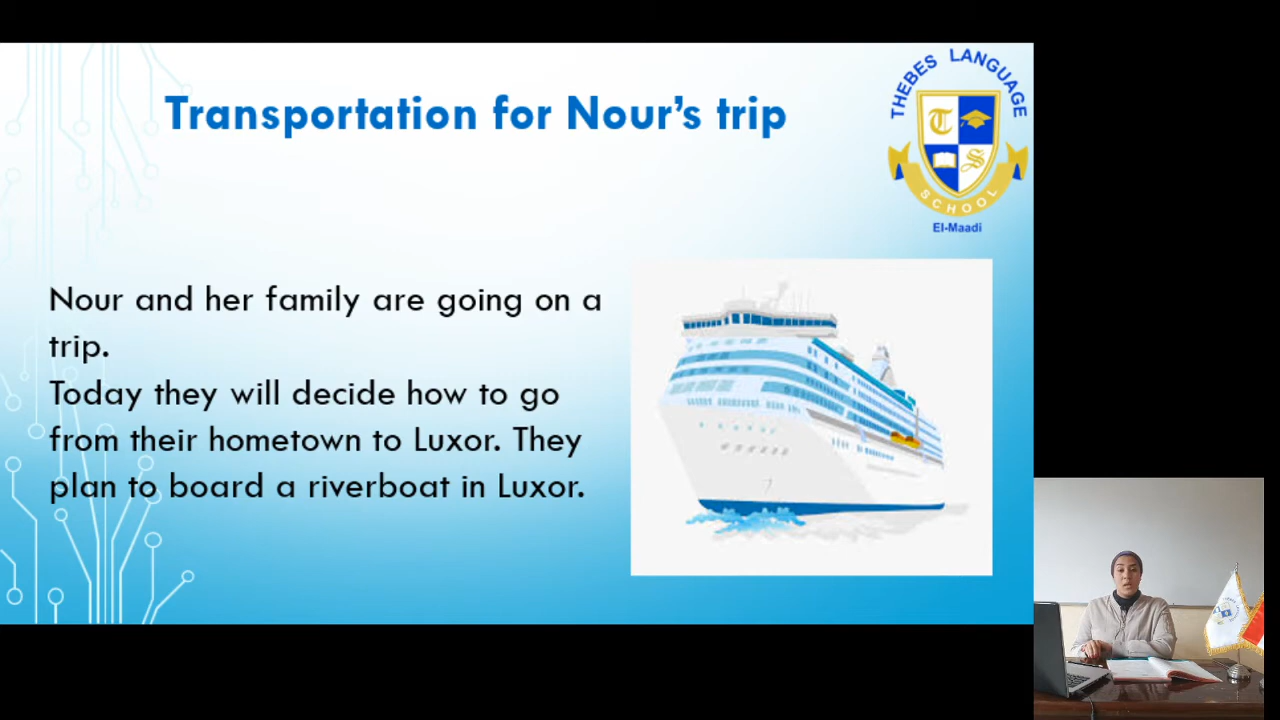 Transportation for Nour's trip
THEBES LANGUAGE
T
S
SCHOOL
El-Maadi
Nour and her family are going on a
trip.
Today they will decide how to go
from their hometown to Luxor. They
plan to board a riverboat in Luxor.